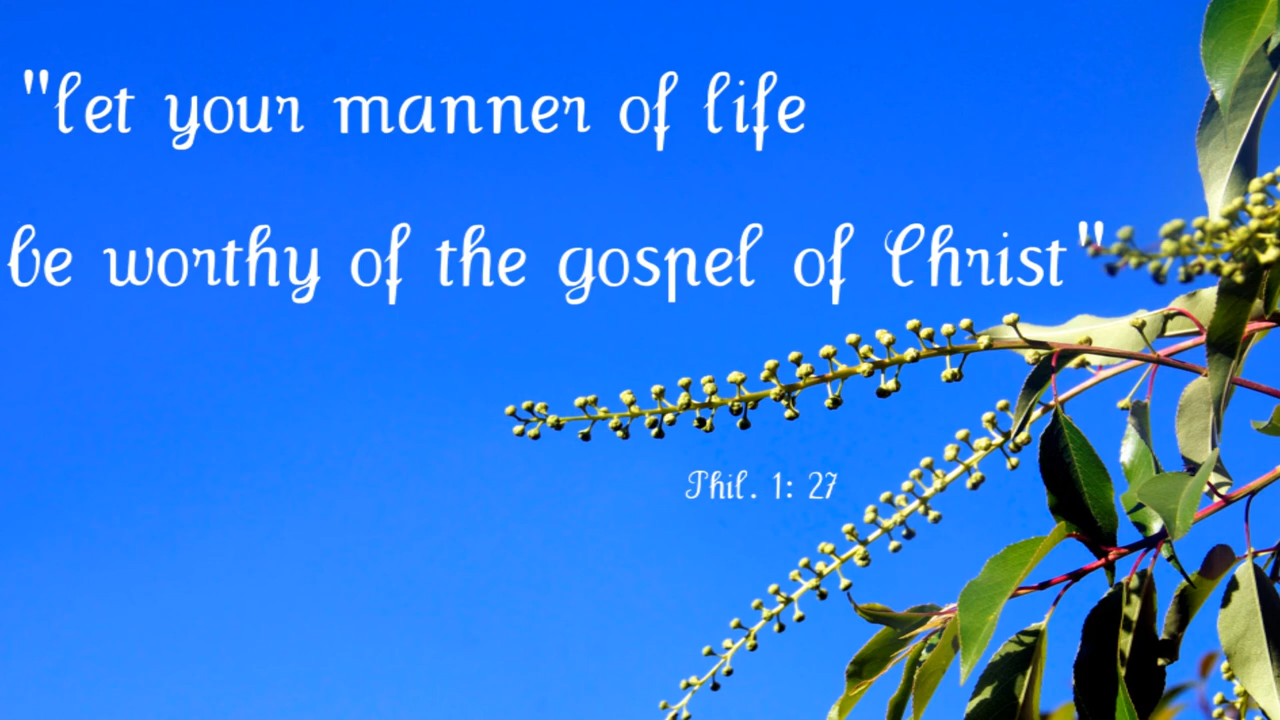 "let your manner of life
be worthy of the gospel of Christ"
Phil. 1: 27